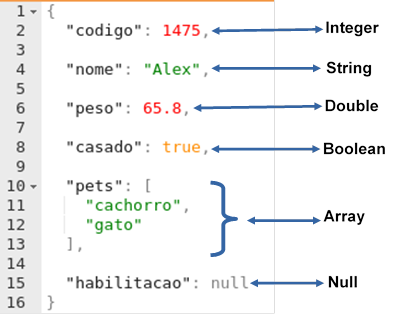 1 {
2 "codigo": 1475, Integer
3
4 "nome": "Alex", String
5
6 "peso": 65.8, Double
7
8 "casado": true, Boolean
9
10 "pets": [
11 "cachorro",
12 "gato" Array
13 ],
14
15 "habilitacao": null Null
16 }